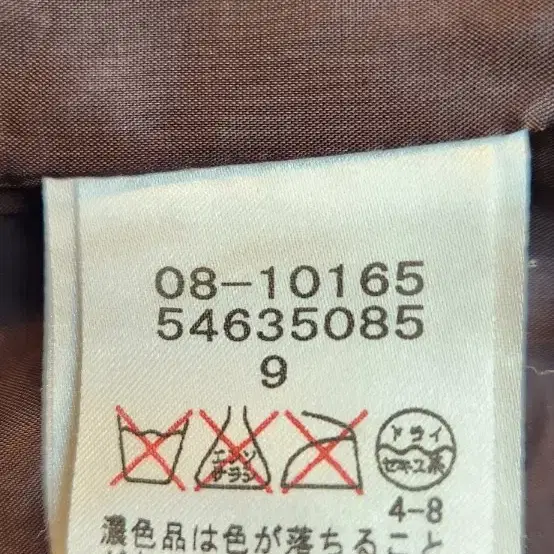 08-10165
54635085
9
エンソ サラシ
ドライ
セキユ系
4-8
濃色品は色が落ちること